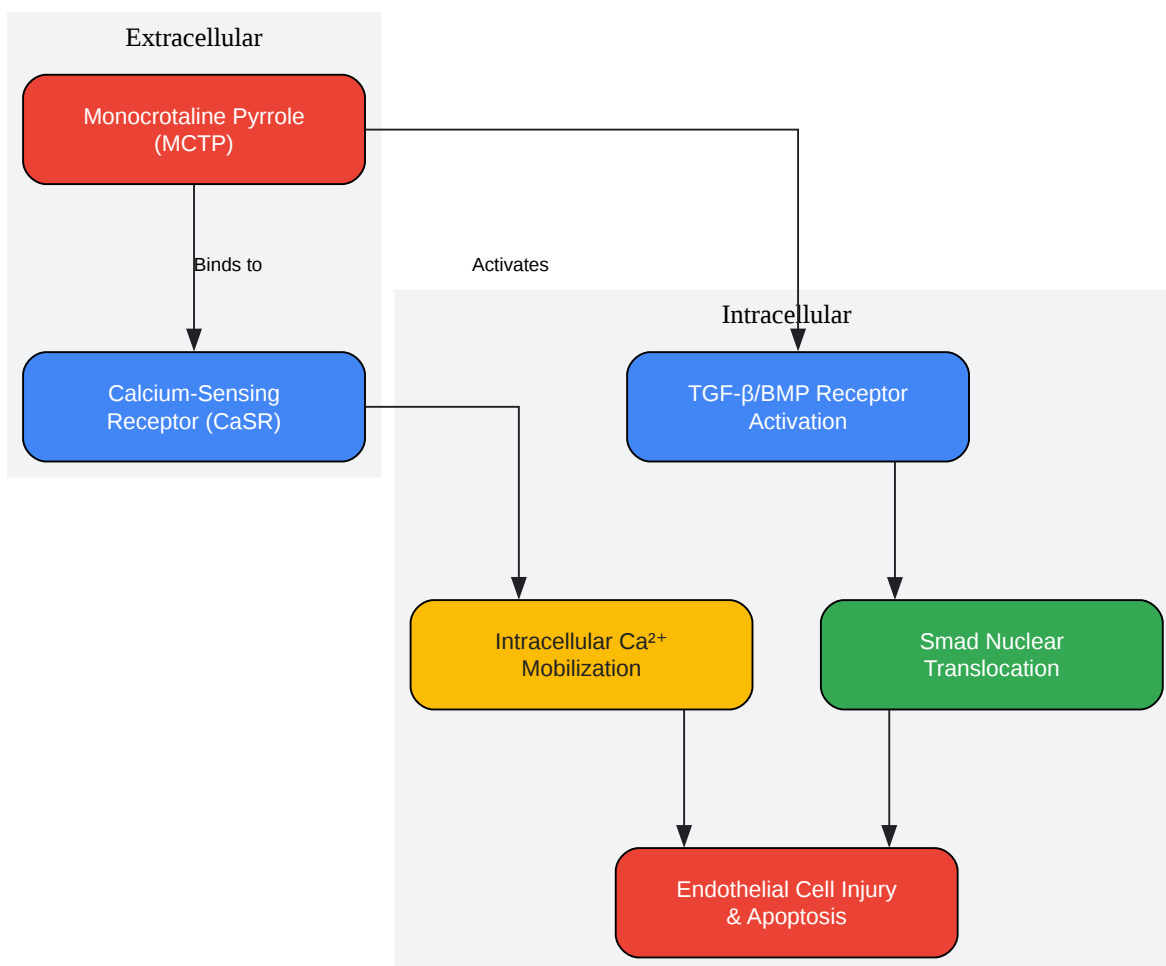 Extracellular
Monocrotaline Pyrrole
(MCTP)
Binds to
Activates
Intracellular
Calcium-Sensing
Receptor (CaSR)
TGF-β/BMP Receptor
Activation
Intracellular Ca²⁺
Mobilization
Smad Nuclear
Translocation
Endothelial Cell Injury
& Apoptosis